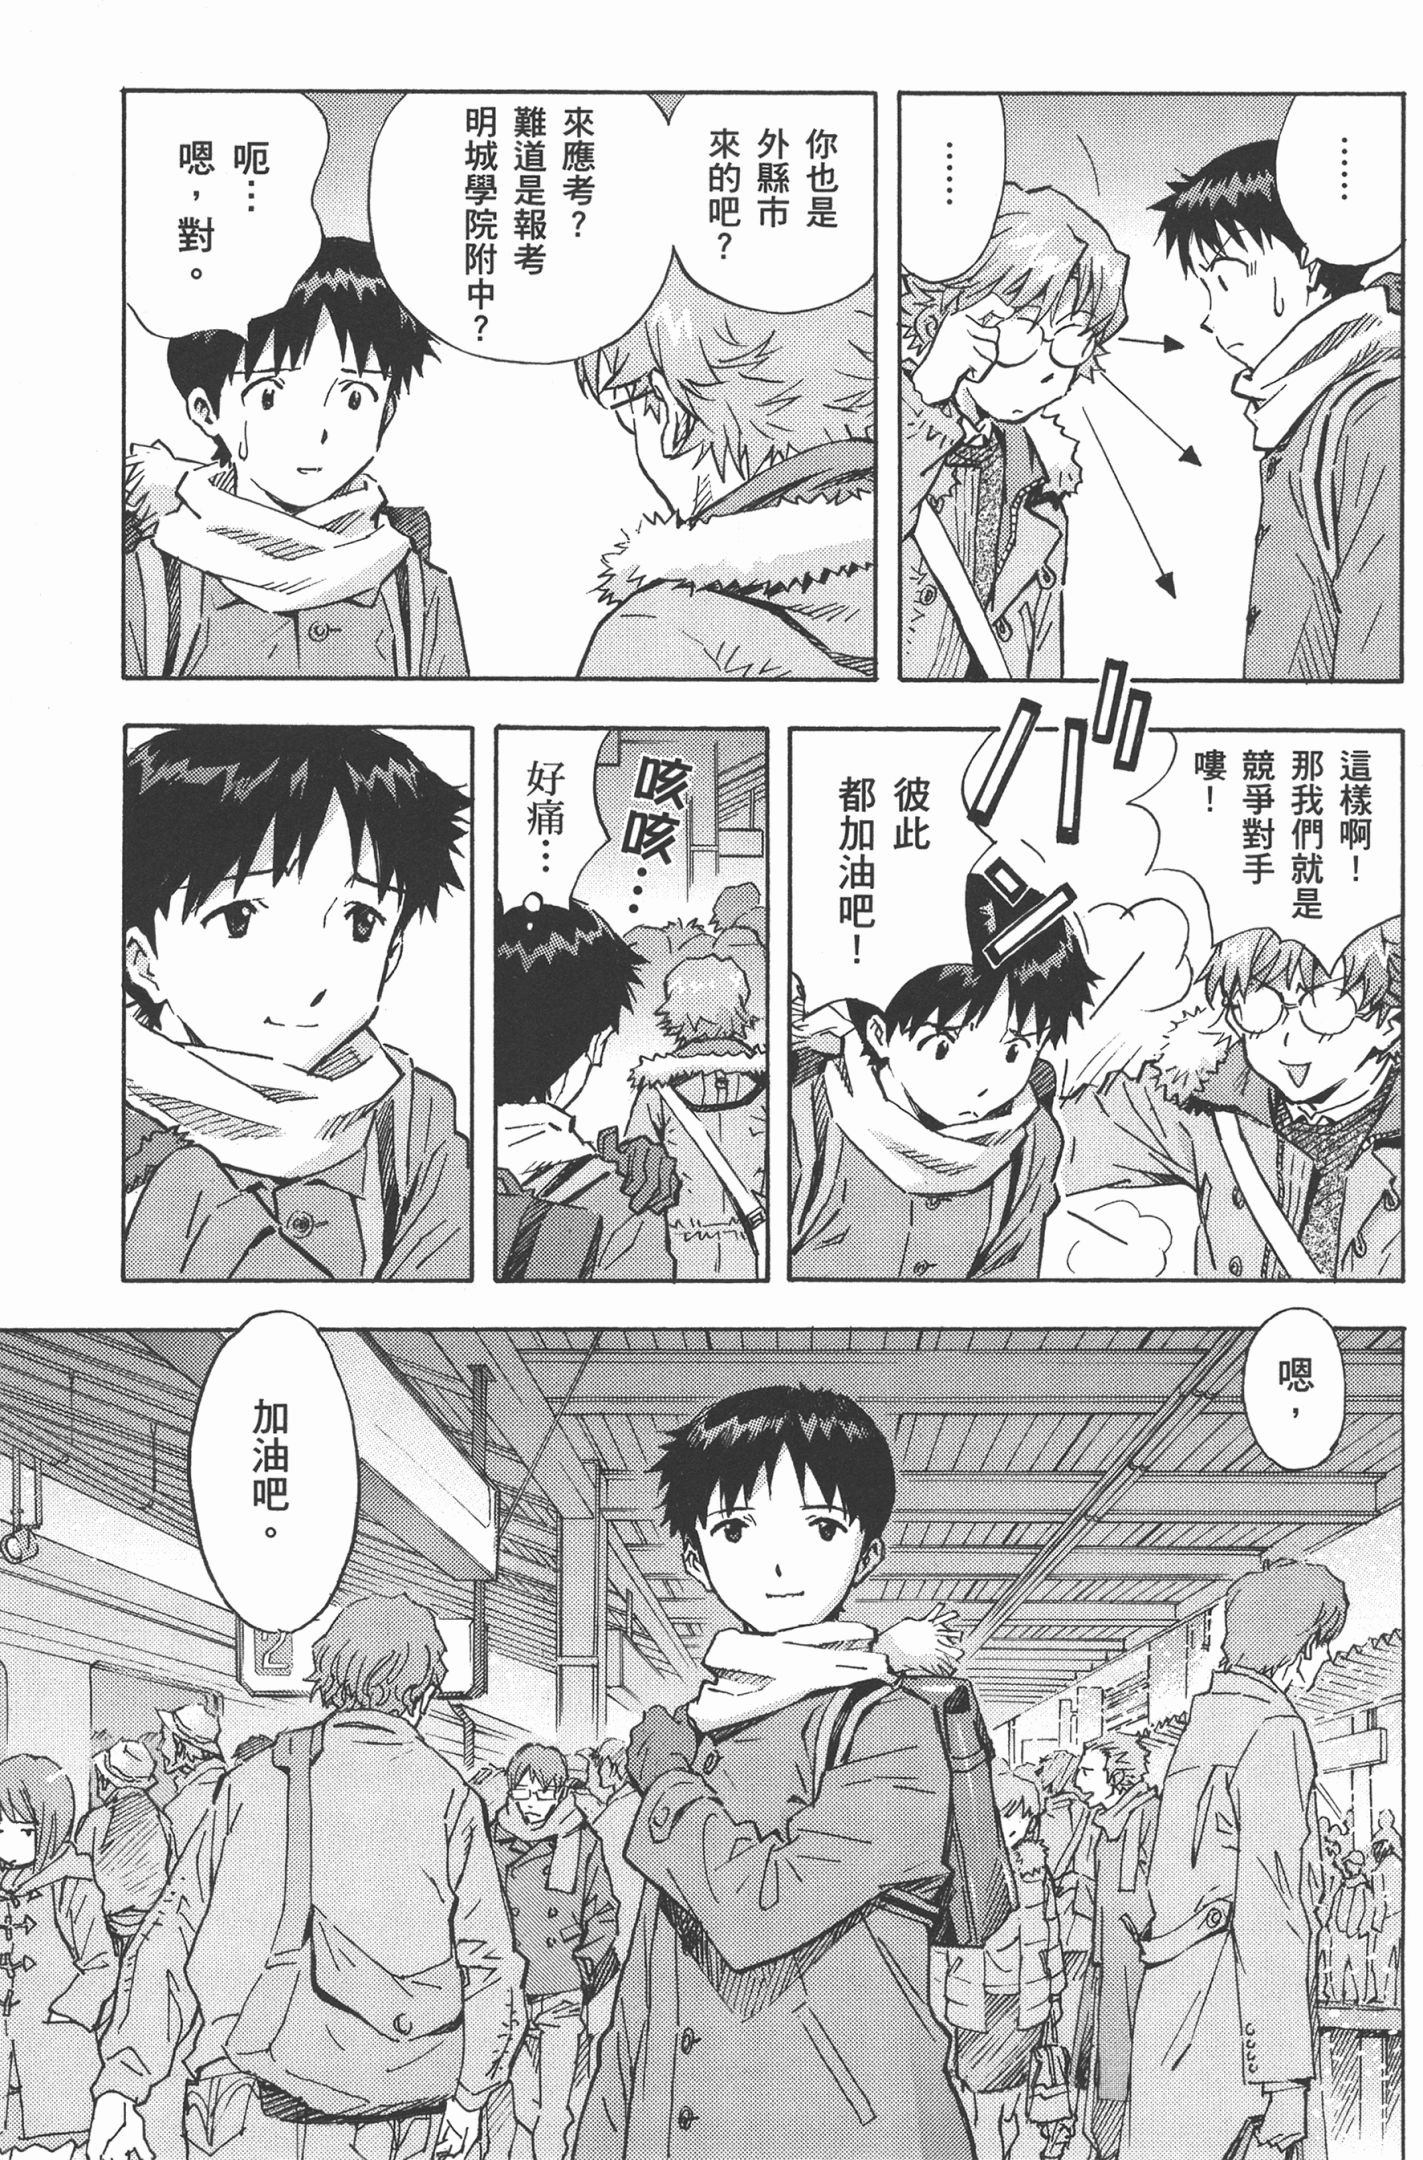 ……
……
你也是
外縣市
來的吧？
來應考？
難道是報考
明城學院附中？
呃…
嗯，對。
這樣啊！
那我們就是
競爭對手
嘍！
彼此
都加油吧！
咳
咳……
好痛…
嗯，
加油吧。
2